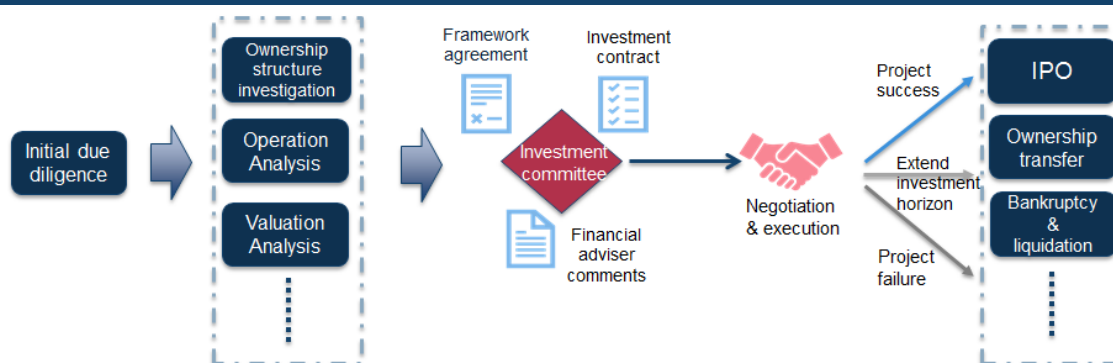 Initial due
diligence
Ownership
structure
investigation
Operation
Analysis
Valuation
Analysis
Framework
agreement
Investment
contract
Investment
committee
Financial
adviser
comments
Negotiation
& execution
Project
success
Extend
investment
horizon
Project
failure
IPO
Ownership
transfer
Bankruptcy
&
liquidation